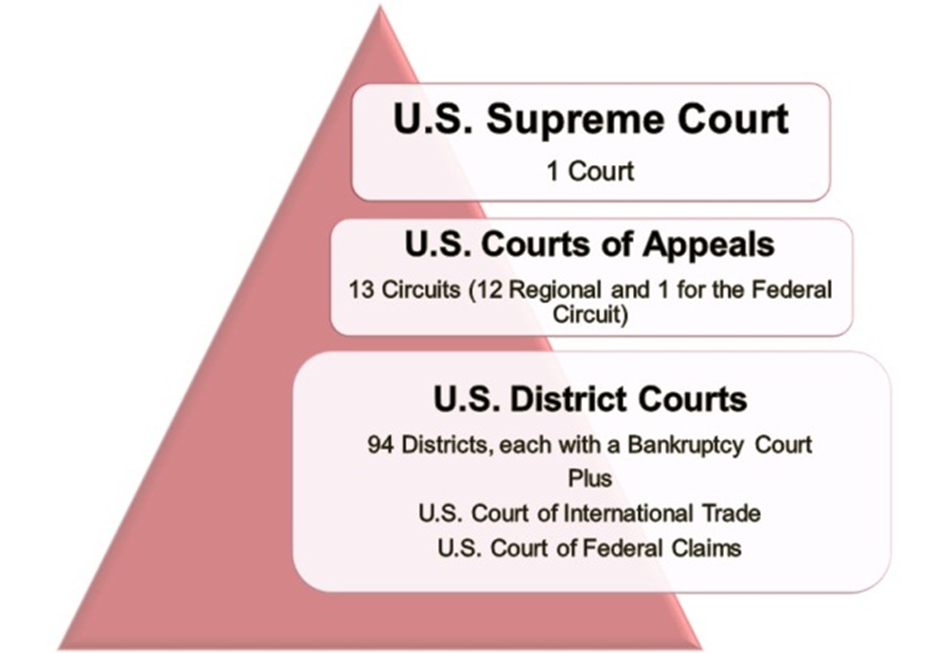 U.S. Supreme Court
1 Court
U.S. Courts of Appeals
13 Circuits (12 Regional and 1 for the Federal
Circuit)
U.S. District Courts
94 Districts, each with a Bankruptcy Court
Plus
U.S. Court of International Trade
U.S. Court of Federal Claims